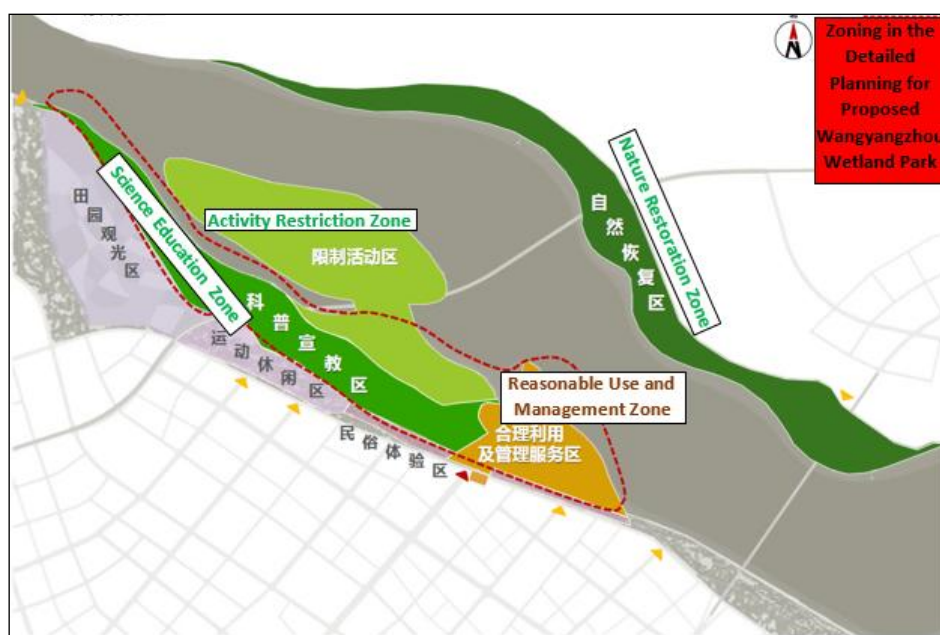 Zoning in the
Detailed
Planning for
Proposed
Wangyangzhou
Wetland Park
N
Nature Restoration Zone
自然恢复区
Science Education Zone
Activity Restriction Zone
限制活动区
田园观光区
科普宣教区
运动休闲区
民俗体验区
Reasonable Use and
Management Zone
合理利用
及管理服务区